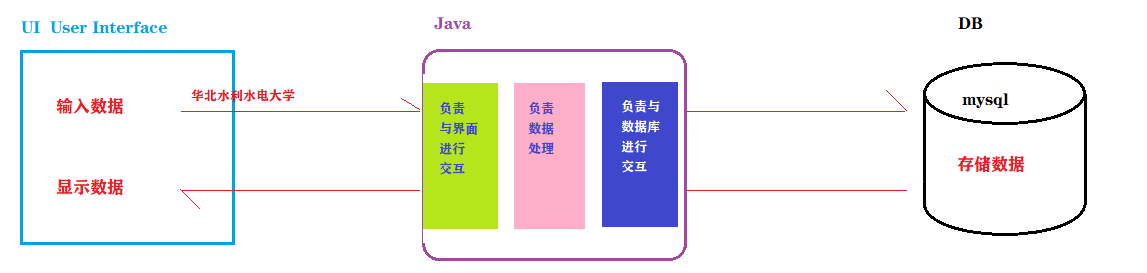 UI User Interface
Java
DB
输入数据
华北水利水电大学
显示数据
负责
与界面
进行
交互
负责
数据
处理
负责与
数据库
进行
交互
mysql
存储数据